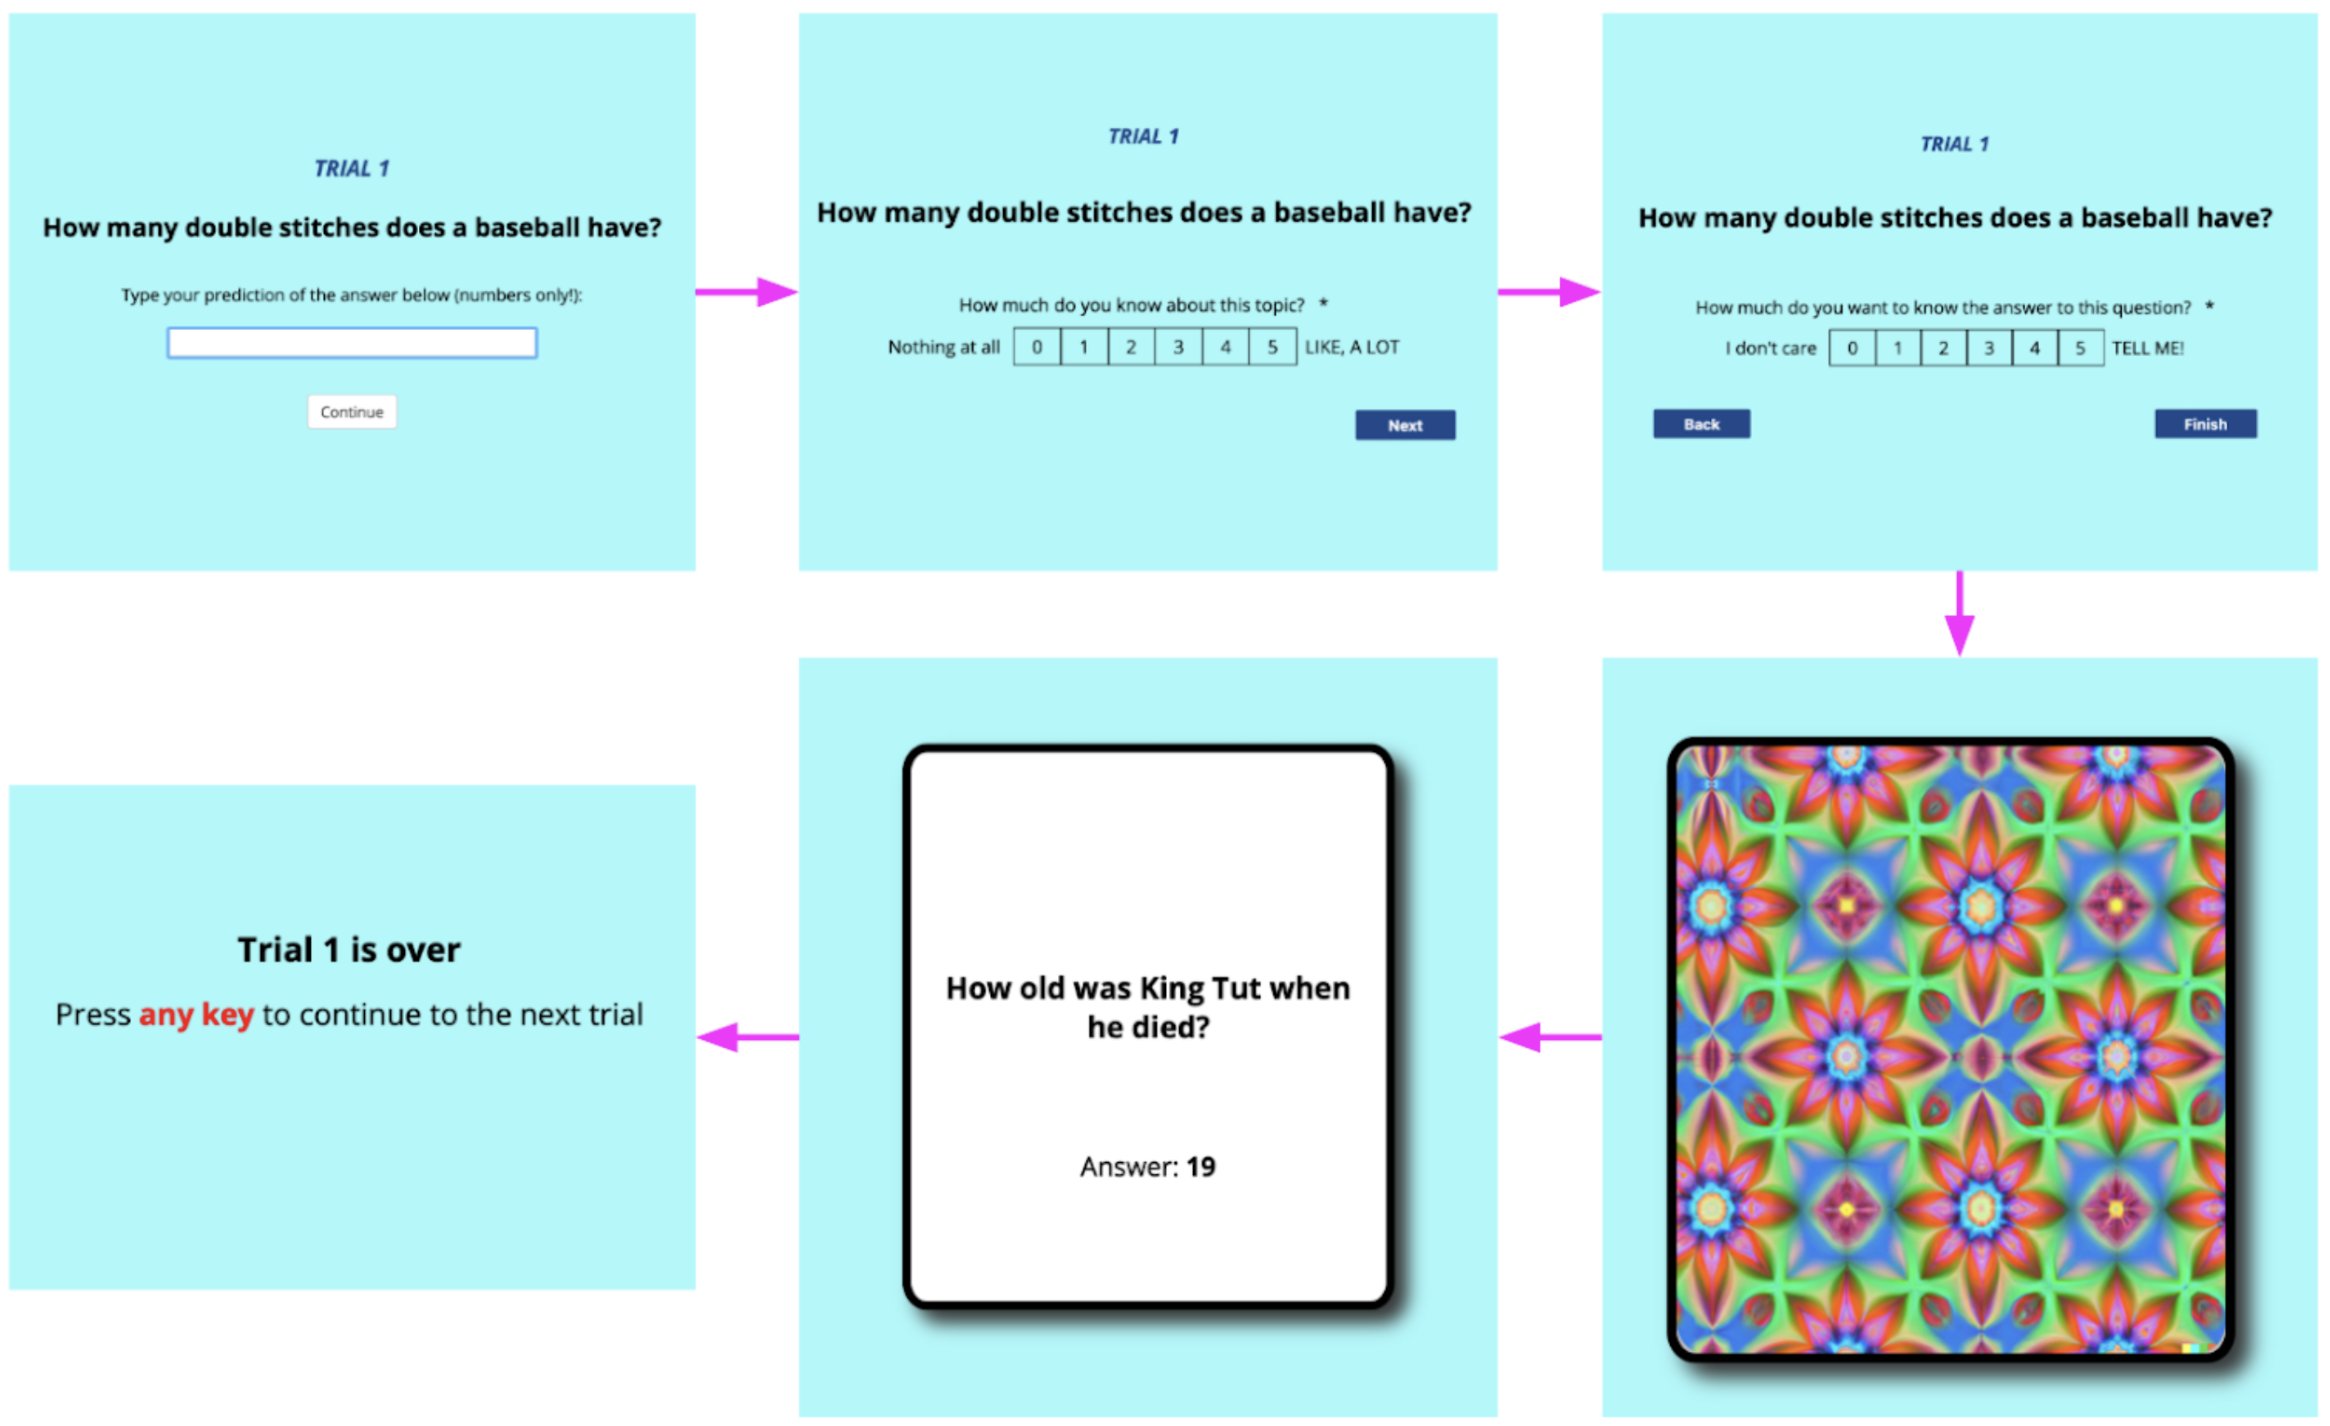 TRIAL 1
How many double stitches does a baseball have?
Type your prediction of the answer below (numbers only!):
Continue
TRIAL 1
How many double stitches does a baseball have?
How much do you know about this topic? *
Nothing at all 0 1 2 3 4 5 LIKE, A LOT
Next
TRIAL 1
How many double stitches does a baseball have?
How much do you want to know the answer to this question? *
I don't care 0 1 2 3 4 5 TELL ME!
Back Finish
How old was King Tut when
he died?
Answer: 19
Trial 1 is over
Press any key to continue to the next trial